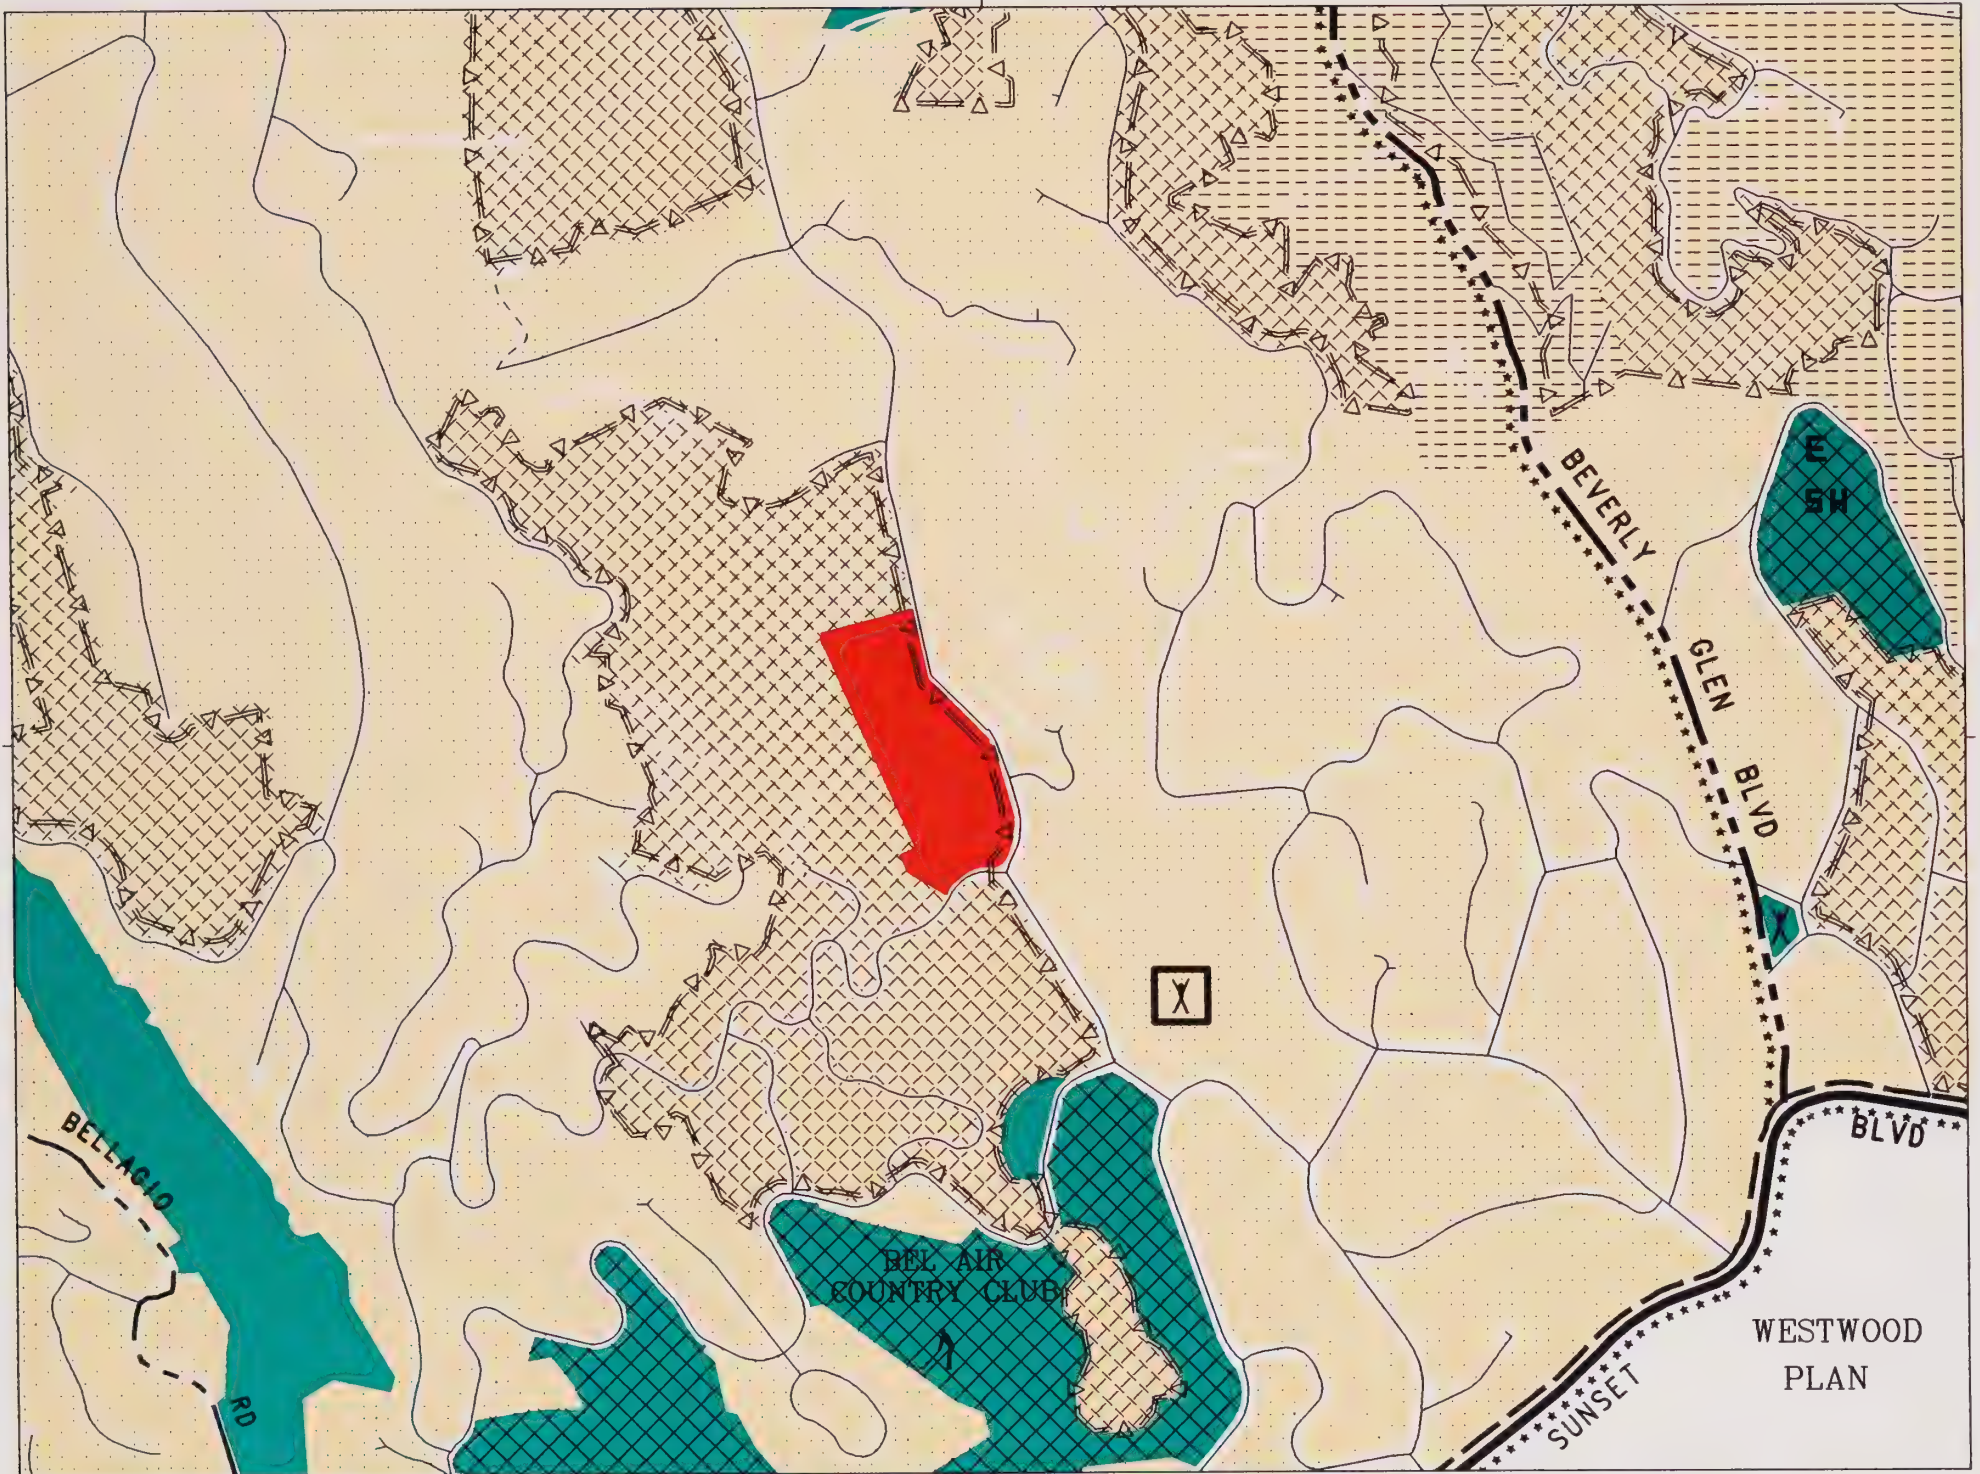 E
SH
BEVERLY
GLEN
BLVD
BELLAGIO
RD
BEL AIR
COUNTRY CLUB
BLVD
SUNSET
WESTWOOD
PLAN